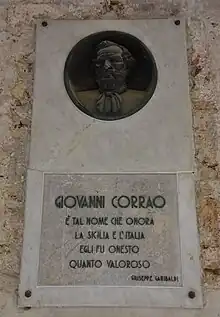 GIOVANNI CORRAO
È TAL NOME CHE ONORA
LA SICILIA E L'ITALIA
EGLI FU ONESTO
QUANTO VALOROSO
GIUSEPPE GARIBALDI